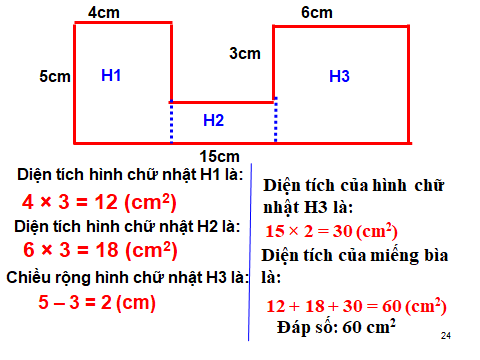 4cm
6cm
3cm
5cm
H1
H3
H2
15cm
Diện tích hình chữ nhật H1 là:
4 × 3 = 12 (cm²)
Diện tích hình chữ nhật H2 là:
6 × 3 = 18 (cm²)
Chiều rộng hình chữ nhật H3 là:
5 – 3 = 2 (cm)
Diện tích của hình chữ
nhật H3 là:
15 × 2 = 30 (cm²)
Diện tích của miếng bìa
là:
12 + 18 + 30 = 60 (cm²)
Đáp số: 60 cm²
24